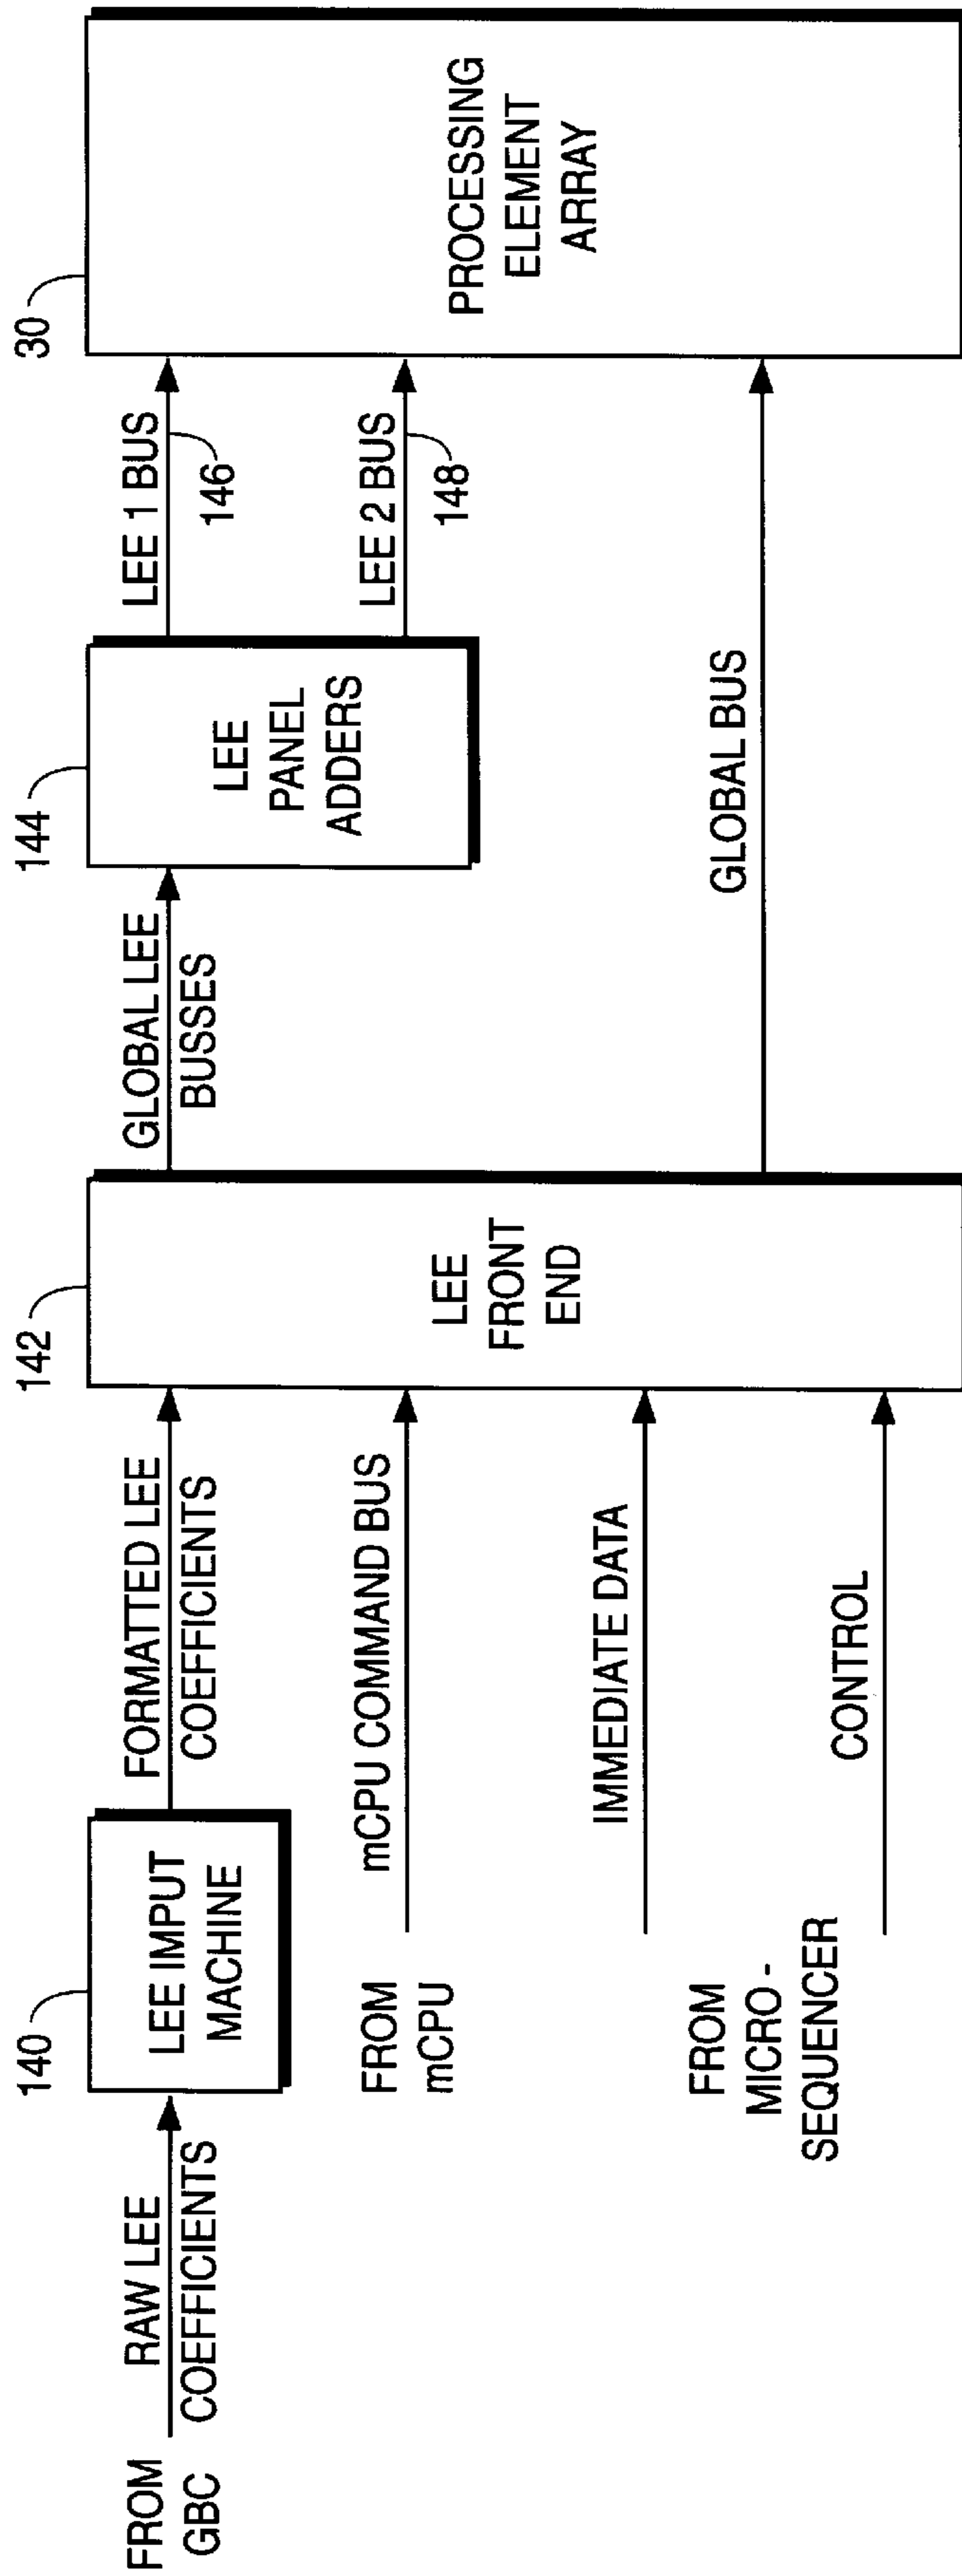 FROM
GBC
RAW LEE
COEFFICIENTS
140
LEE IMPUT
MACHINE
FORMATTED LEE
COEFFICIENTS
FROM
mCPU
mCPU COMMAND BUS
IMMEDIATE DATA
FROM
MICRO -
SEQUENCER
CONTROL
142
LEE
FRONT
END
GLOBAL LEE
BUSSES
144
LEE
PANEL
ADDERS
LEE 1 BUS
146
LEE 2 BUS
148
GLOBAL BUS
30
PROCESSING
ELEMENT
ARRAY